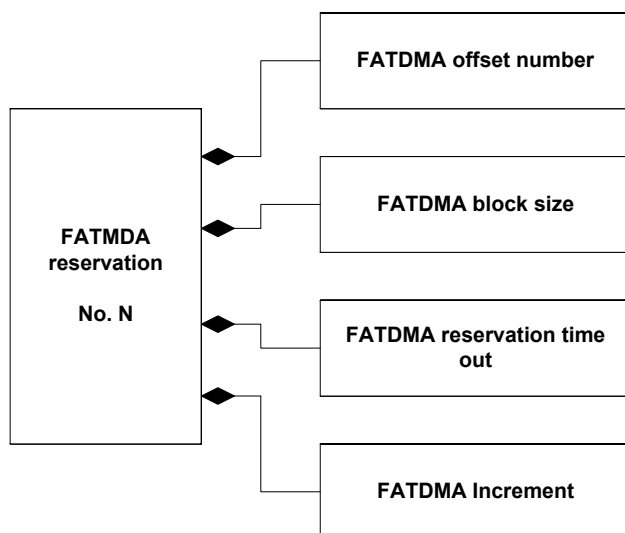 FATDMA offset number
FATDMA block size
FATMDA
reservation
No. N
FATDMA reservation time
out
FATDMA Increment